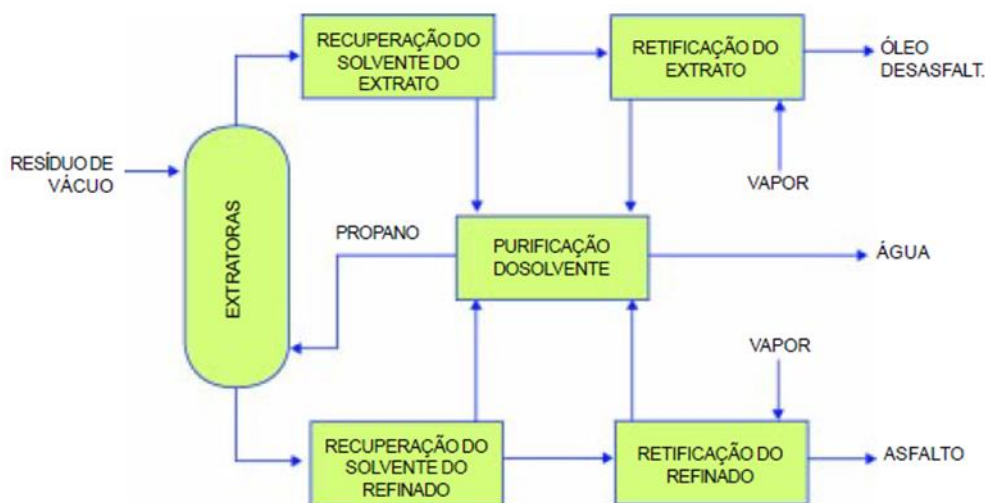 RECUPERAÇÃO DO
SOLVENTE DO
EXTRATO
RETIFICAÇÃO DO
EXTRATO
ÓLEO
DESASFALT.
RESÍDUO DE
VÁCUO
VAPOR
EXTRATORAS
PROPANO
PURIFICAÇÃO
DOSOLVENTE
ÁGUA
VAPOR
RECUPERAÇÃO DO
SOLVENTE DO
REFINADO
RETIFICAÇÃO DO
REFINADO
ASFALTO